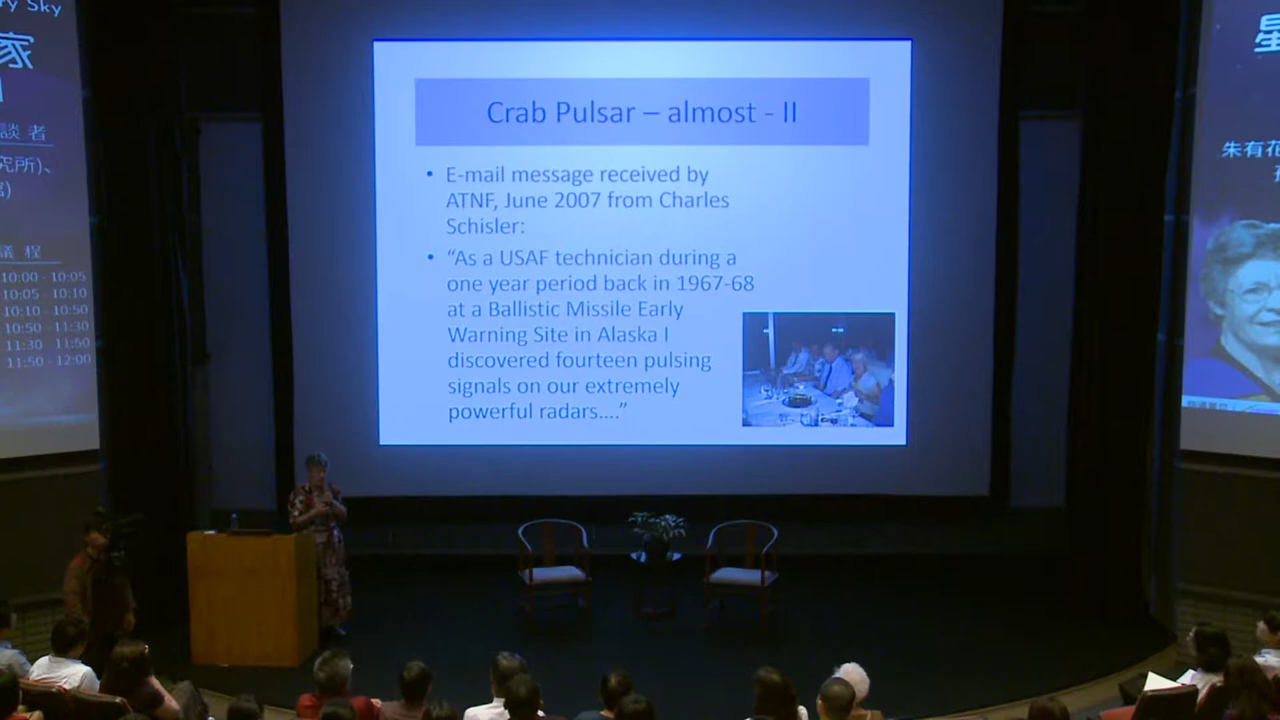 ry Sky
家
談 者
究所)、
議 程
10:00 - 10:05
10:05 - 10:10
10:10 - 10:50
10:50 - 11:30
11:30 - 11:50
11:50 - 12:00
Crab Pulsar – almost - II
• E-mail message received by
ATNF, June 2007 from Charles
Schisler:
• “As a USAF technician during a
one year period back in 1967-68
at a Ballistic Missile Early
Warning Site in Alaska I
discovered fourteen pulsing
signals on our extremely
powerful radars....”
星
朱有花